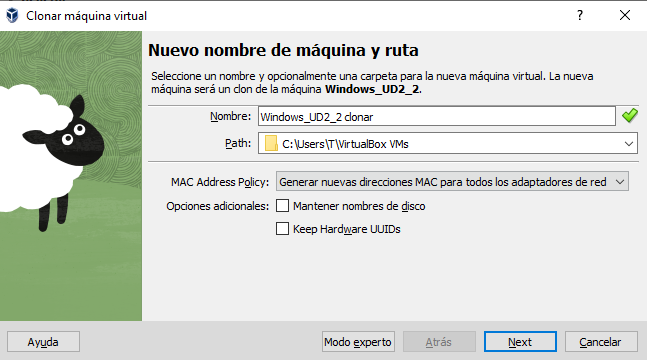 Clonar máquina virtual
Nuevo nombre de máquina y ruta
Seleccione un nombre y opcionalmente una carpeta para la nueva máquina virtual. La nueva
máquina será un clon de la máquina Windows_UD2_2.
Nombre: Windows_UD2_2 clonar
Path: C:\Users\T\VirtualBox VMs
MAC Address Policy: Generar nuevas direcciones MAC para todos los adaptadores de red
Opciones adicionales: Mantener nombres de disco
Keep Hardware UUIDs
Ayuda Modo experto Atrás Next Cancelar